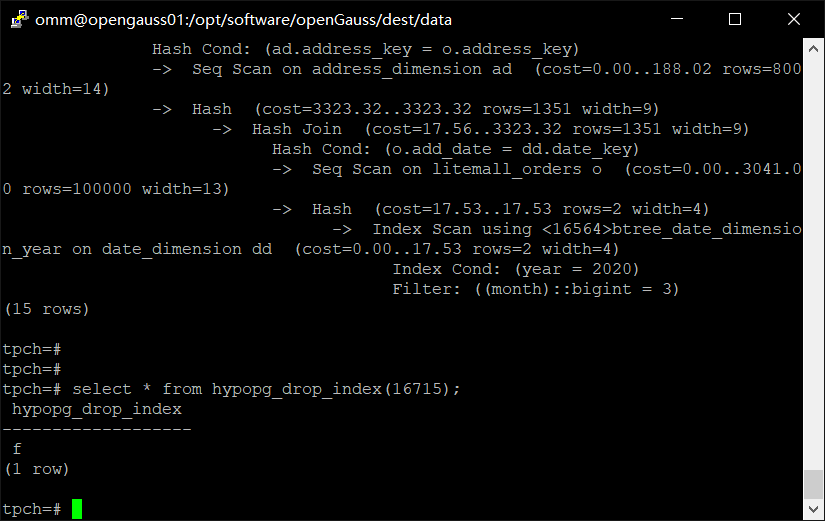 omm@opengauss01:/opt/software/openGauss/dest/data
Hash Cond: (ad.address_key = o.address_key)
->  Seq Scan on address_dimension ad  (cost=0.00..188.02 rows=800
2 width=14)
->  Hash  (cost=3323.32..3323.32 rows=1351 width=9)
->  Hash Join  (cost=17.56..3323.32 rows=1351 width=9)
Hash Cond: (o.add_date = dd.date_key)
->  Seq Scan on litemall_orders o  (cost=0.00..3041.0
0 rows=100000 width=13)
->  Hash  (cost=17.53..17.53 rows=2 width=4)
->  Index Scan using <16564>btree_date_dimensio
n_year on date_dimension dd  (cost=0.00..17.53 rows=2 width=4)
Index Cond: (year = 2020)
Filter: ((month)::bigint = 3)
(15 rows)
tpch=#
tpch=#
tpch=# select * from hypopg_drop_index(16715);
hypopg_drop_index
-------------------
f
(1 row)
tpch=#